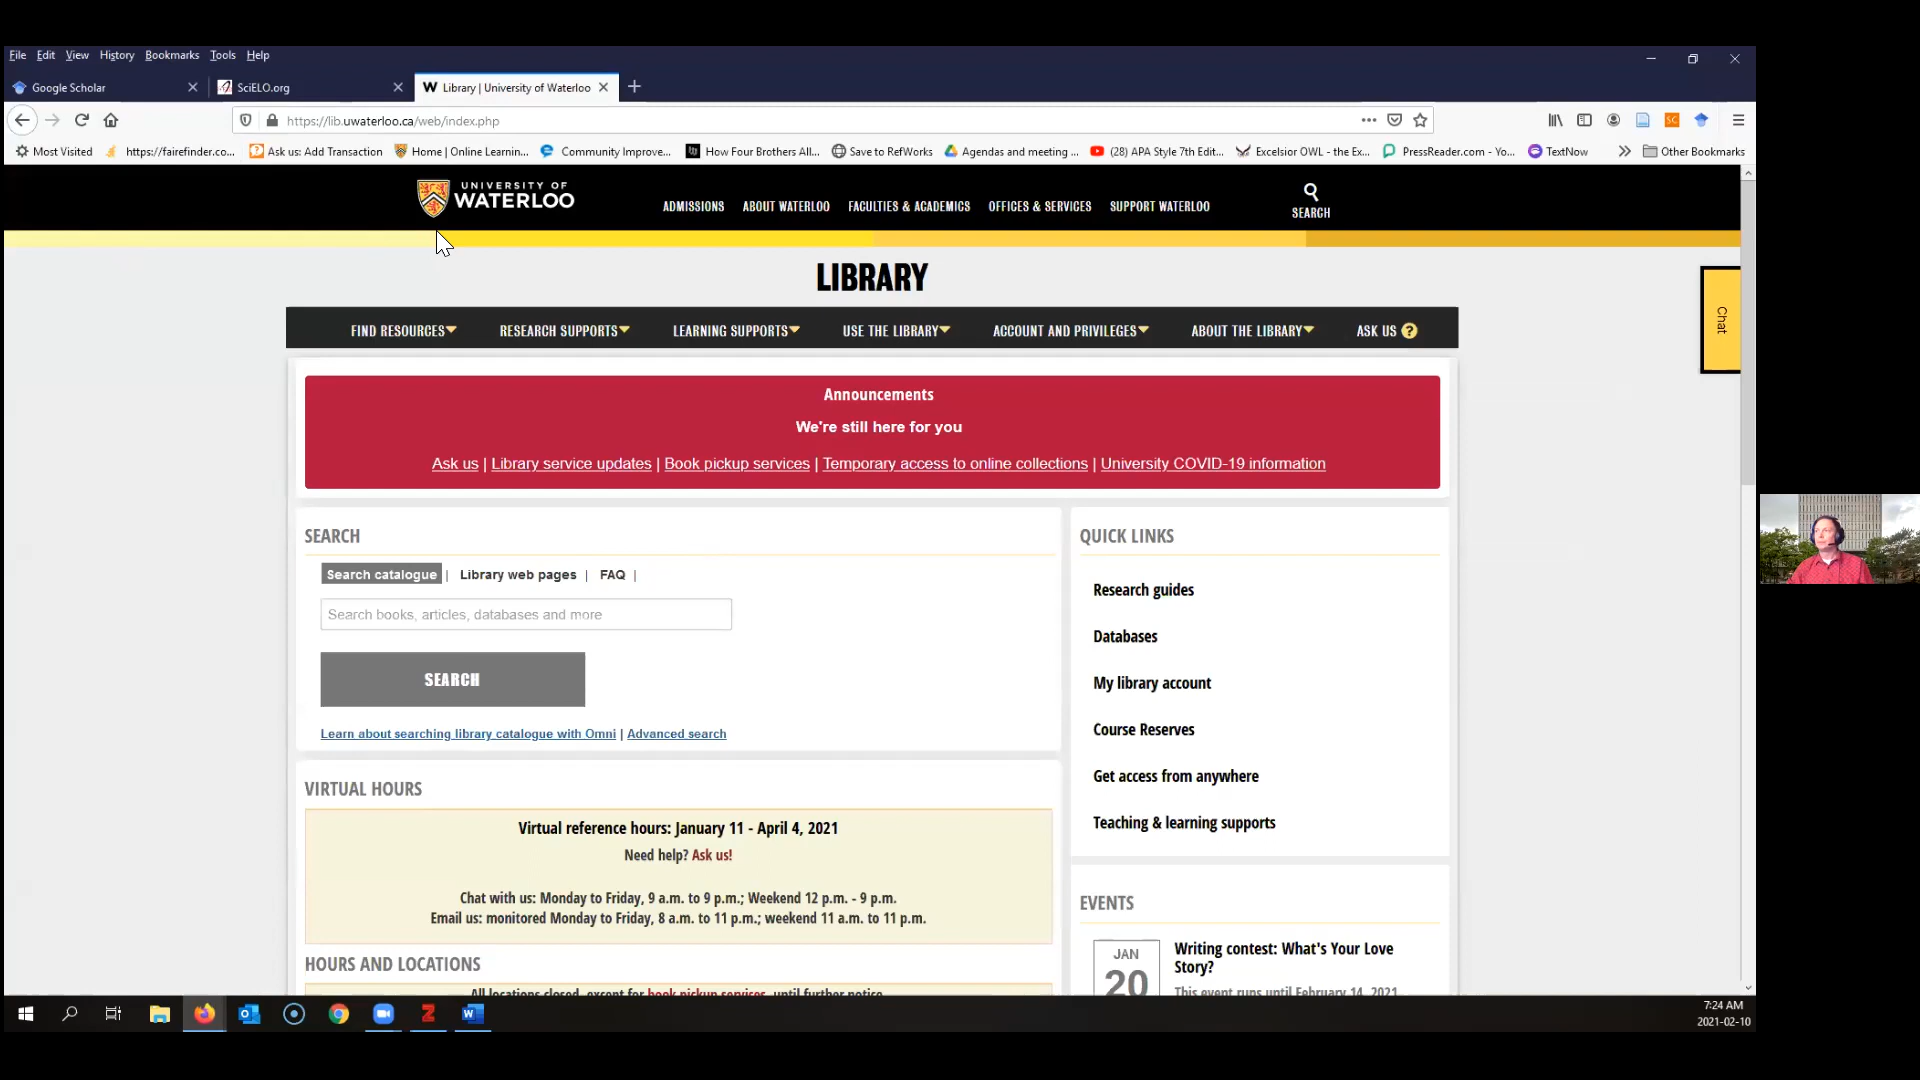 File Edit View History Bookmarks Tools Help
Google Scholar SciELO.org W Library | University of Waterloo
https://lib.uwaterloo.ca/web/index.php
Most Visited https://fairefinder.co... Ask us: Add Transaction Home | Online Learnin... Community Improve... How Four Brothers All... Save to RefWorks Agendas and meeting ... (28) APA Style 7th Edit... Excelsior OWL - the Ex... PressReader.com - Yo... TextNow Other Bookmarks
UNIVERSITY OF
WATERLOO
ADMISSIONS ABOUT WATERLOO FACULTIES & ACADEMICS OFFICES & SERVICES SUPPORT WATERLOO SEARCH
LIBRARY
Chat
FIND RESOURCES RESEARCH SUPPORTS LEARNING SUPPORTS USE THE LIBRARY ACCOUNT AND PRIVILEGES ABOUT THE LIBRARY ASK US ?
Announcements
We're still here for you
Ask us | Library service updates | Book pickup services | Temporary access to online collections | University COVID-19 information
SEARCH
Search catalogue | Library web pages | FAQ |
Search books, articles, databases and more
SEARCH
Learn about searching library catalogue with Omni | Advanced search
VIRTUAL HOURS
Virtual reference hours: January 11 - April 4, 2021
Need help? Ask us!
Chat with us: Monday to Friday, 9 a.m. to 9 p.m.; Weekend 12 p.m. - 9 p.m.
Email us: monitored Monday to Friday, 8 a.m. to 11 p.m.; weekend 11 a.m. to 11 p.m.
HOURS AND LOCATIONS
All locations closed, except for book pickup services, until further notice
QUICK LINKS
Research guides
Databases
My library account
Course Reserves
Get access from anywhere
Teaching & learning supports
EVENTS
JAN
20
Writing contest: What's Your Love
Story?
This event runs until February 14, 2021
7:24 AM
2021-02-10